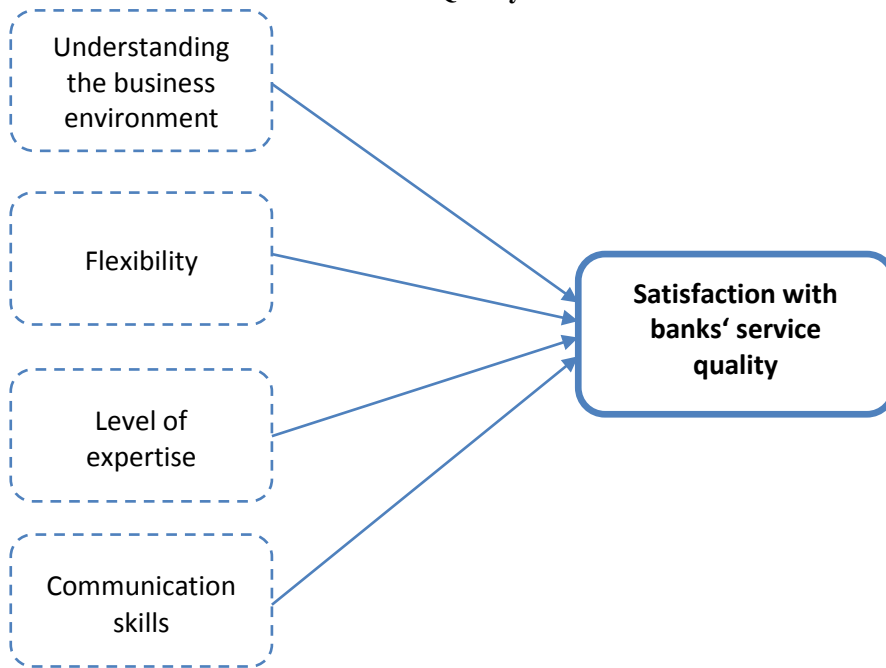 Understanding
the business
environment
Flexibility
Level of
expertise
Communication
skills
Satisfaction with
banks‘ service
quality